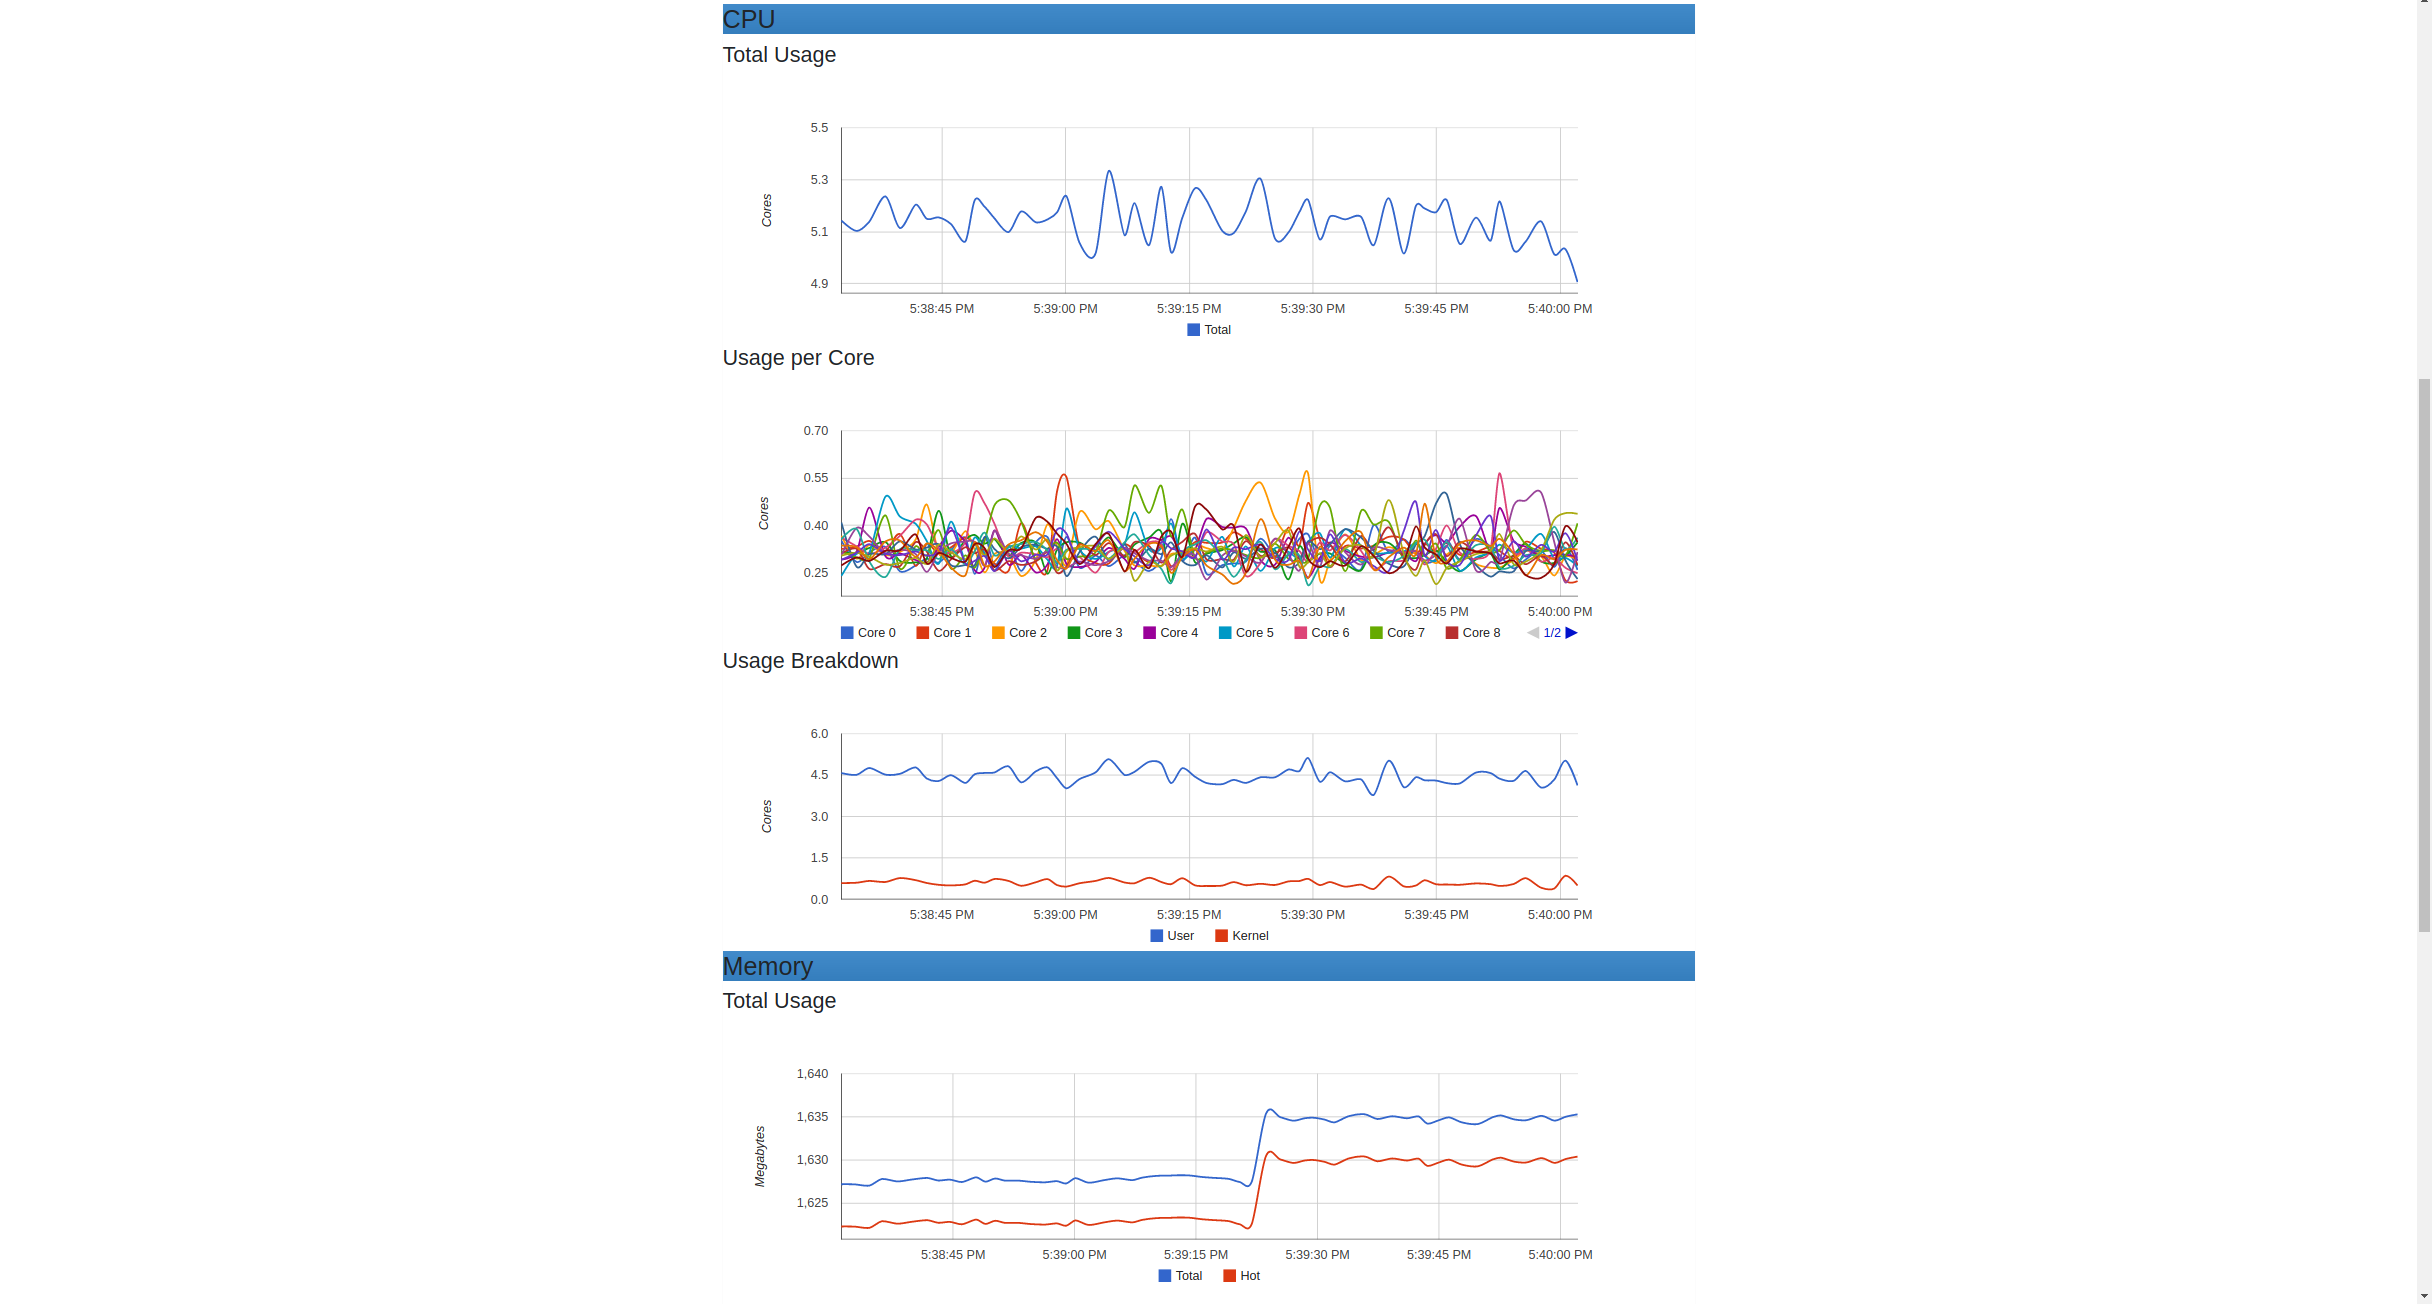 CPU
Total Usage
5.5
5.3
5.1
4.9
Cores
5:38:45 PM 5:39:00 PM 5:39:15 PM 5:39:30 PM 5:39:45 PM 5:40:00 PM
Total
Usage per Core
0.70
0.55
0.40
0.25
Cores
5:38:45 PM 5:39:00 PM 5:39:15 PM 5:39:30 PM 5:39:45 PM 5:40:00 PM
Core 0 Core 1 Core 2 Core 3 Core 4 Core 5 Core 6 Core 7 Core 8 1/2
Usage Breakdown
6.0
4.5
3.0
1.5
0.0
Cores
5:38:45 PM 5:39:00 PM 5:39:15 PM 5:39:30 PM 5:39:45 PM 5:40:00 PM
User Kernel
Memory
Total Usage
1,640
1,635
1,630
1,625
Megabytes
5:38:45 PM 5:39:00 PM 5:39:15 PM 5:39:30 PM 5:39:45 PM 5:40:00 PM
Total Hot